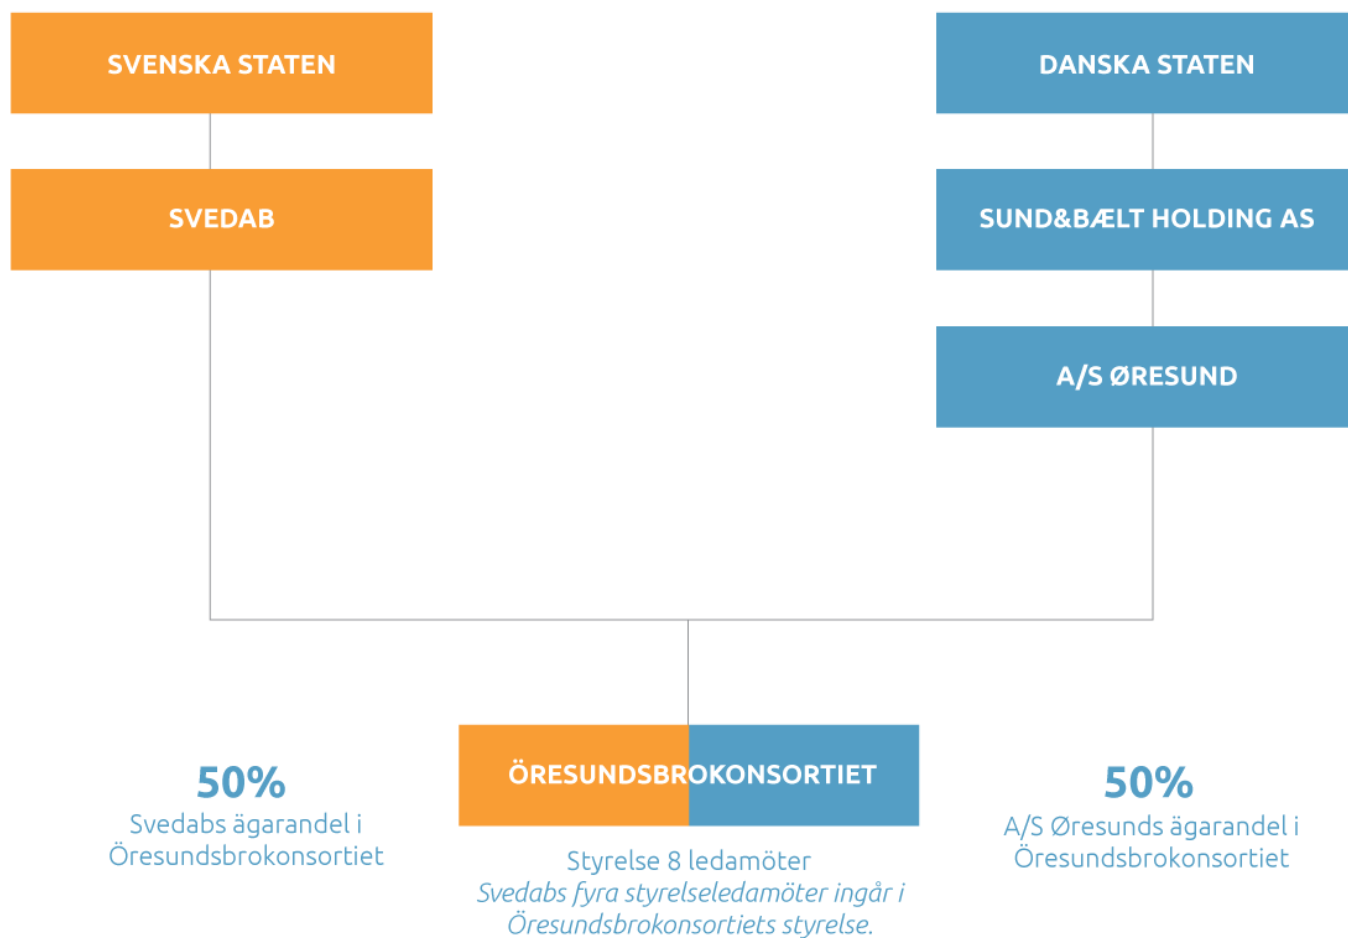 SVENSKA STATEN
DANSKA STATEN
SVEDAB
SUND&BÆLT HOLDING AS
A/S ØRESUND
ÖRESUNDSBROKONSORTIET
50%
Svedabs ägarandel i
Öresundsbrokonsortiet
Styrelse 8 ledamöter
Svedabs fyra styrelseledamöter ingår i
Öresundsbrokonsortiets styrelse.
50%
A/S Øresunds ägarandel i
Öresundsbrokonsortiet